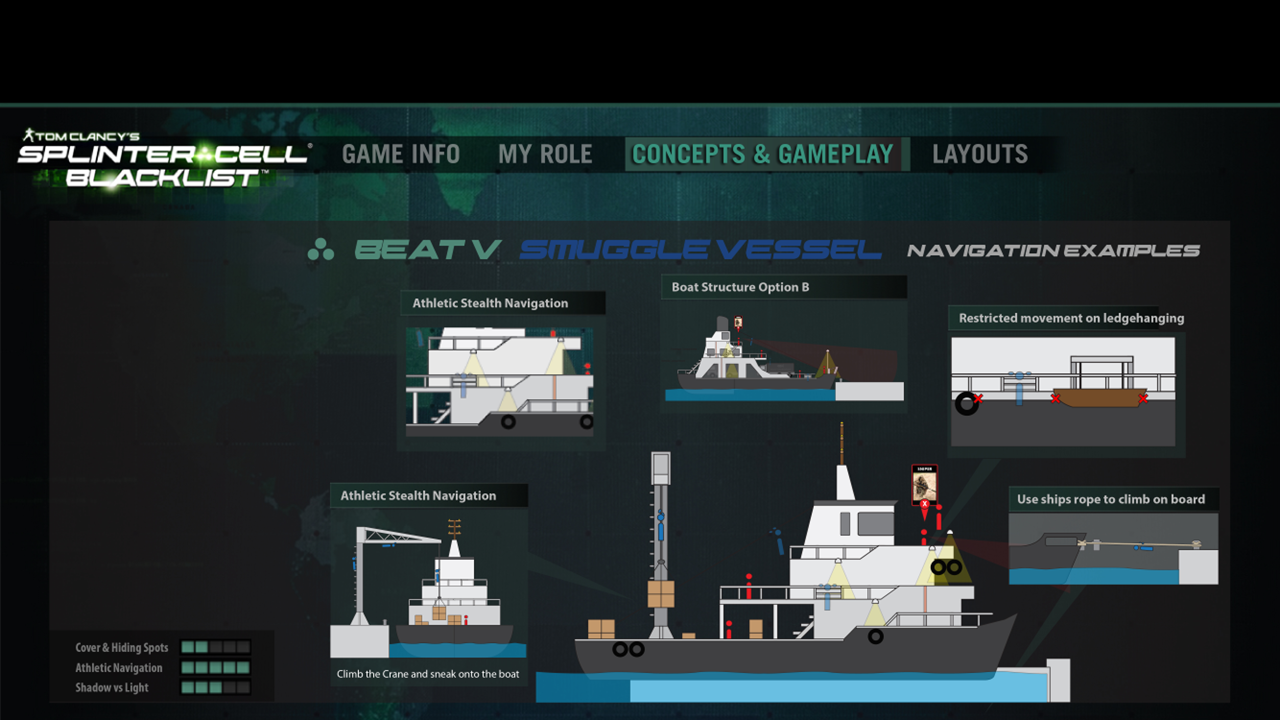 TOM CLANCY'S
SPLINTER CELL®
BLACKLIST™
GAME INFO
MY ROLE
CONCEPTS & GAMEPLAY
LAYOUTS
BEAT V SMUGGLE VESSEL NAVIGATION EXAMPLES
Athletic Stealth Navigation
Boat Structure Option B
Restricted movement on ledgehanging
Athletic Stealth Navigation
Climb the Crane and sneak onto the boat
Use ships rope to climb on board
Cover & Hiding Spots
Athletic Navigation
Shadow vs Light